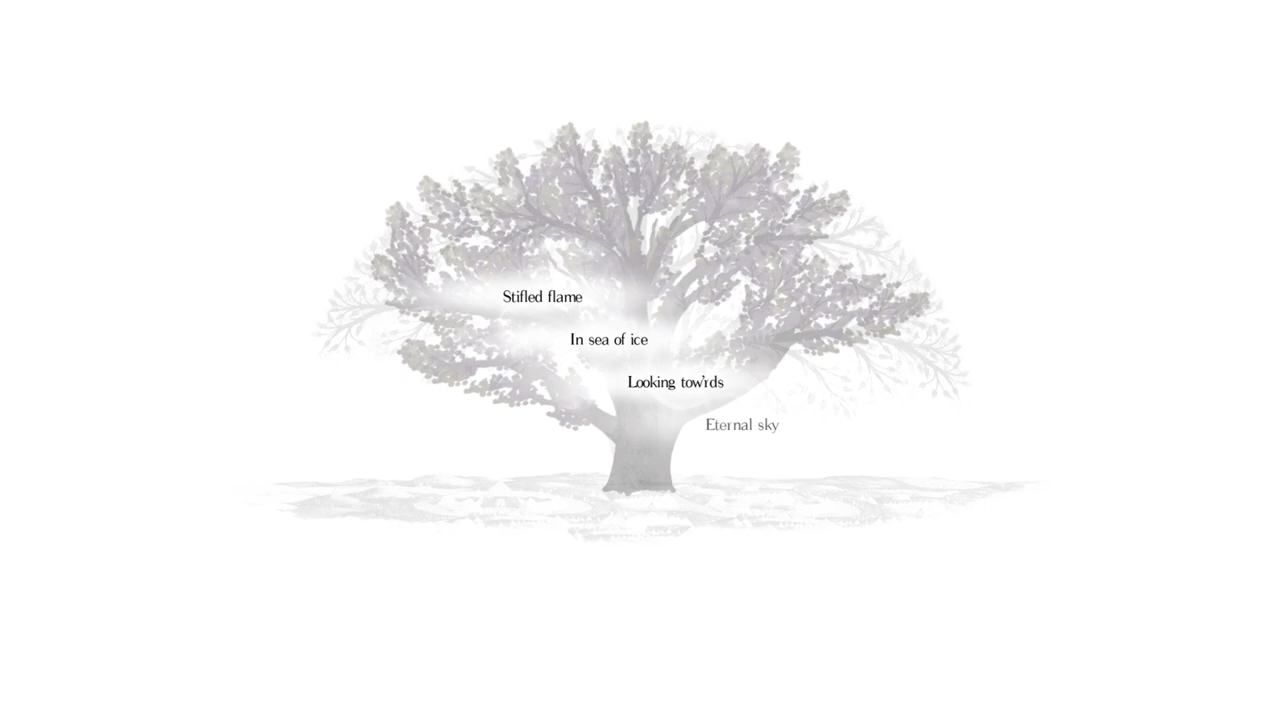 Stifled flame
In sea of ice
Looking tow'rds
Eternal sky